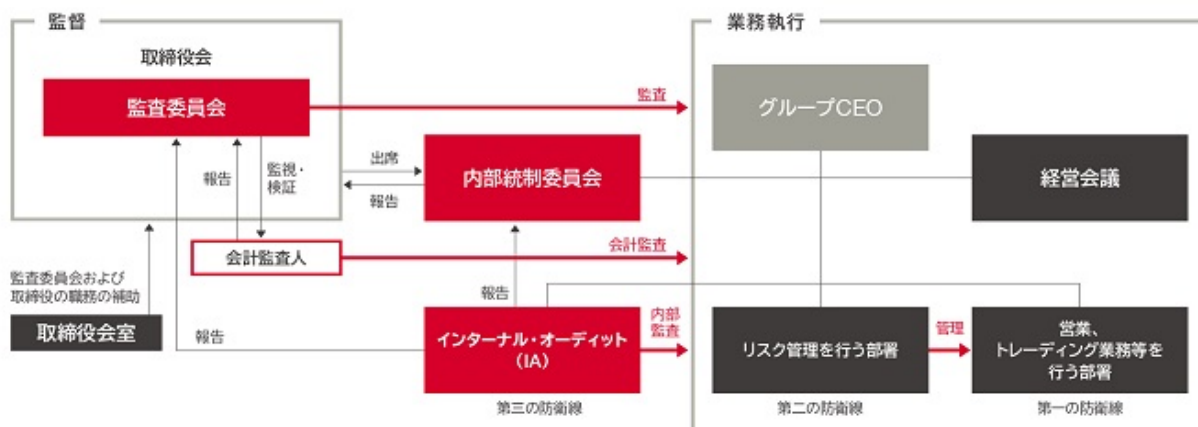 監督
取締役会
監査委員会
報告
監視・
検証
出席
報告
監査
内部統制委員会
会計監査人
会計監査
監査委員会および
取締役の職務の補助
取締役会室
報告
報告
インターナル・オーディット
(IA)
第三の防衛線
内部
監査
業務執行
グループCEO
経営会議
リスク管理を行う部署
第二の防衛線
管理
営業、
トレーディング業務等を
行う部署
第一の防衛線